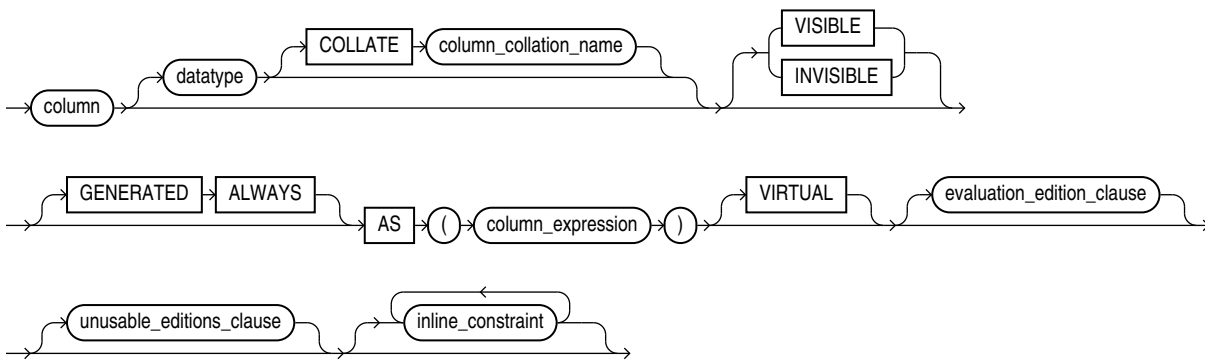 COLLATE column_collation_name VISIBLE
datatype INVISIBLE
column
GENERATED ALWAYS VIRTUAL evaluation_edition_clause
AS ( column_expression )
unusable_editions_clause inline_constraint